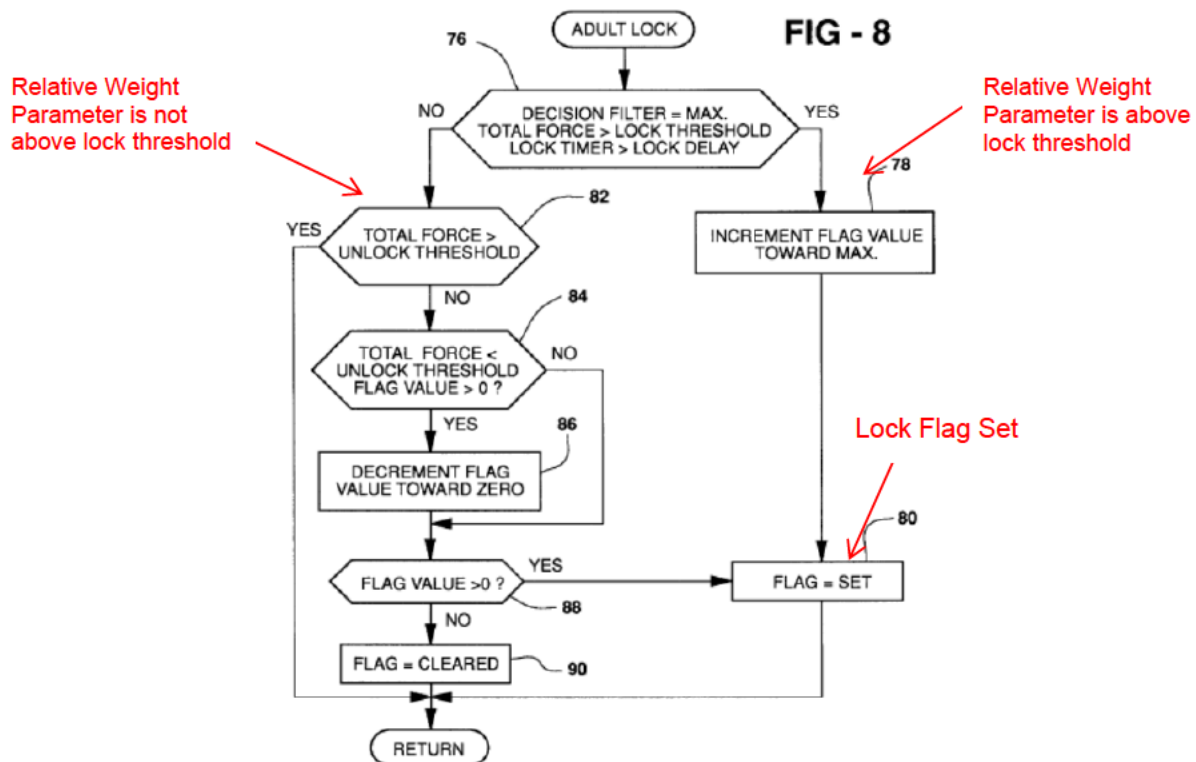 ADULT LOCK
FIG - 8
76
Relative Weight
Parameter is not
above lock threshold
Relative Weight
Parameter is above
lock threshold
NO
DECISION FILTER = MAX.
TOTAL FORCE > LOCK THRESHOLD
LOCK TIMER > LOCK DELAY
YES
78
82
YES
TOTAL FORCE >
UNLOCK THRESHOLD
INCREMENT FLAG VALUE
TOWARD MAX.
NO
84
TOTAL FORCE <
UNLOCK THRESHOLD
FLAG VALUE > 0 ?
NO
YES
86
Lock Flag Set
DECREMENT FLAG
VALUE TOWARD ZERO
80
FLAG VALUE >0 ?
YES
FLAG = SET
88
NO
FLAG = CLEARED
90
RETURN